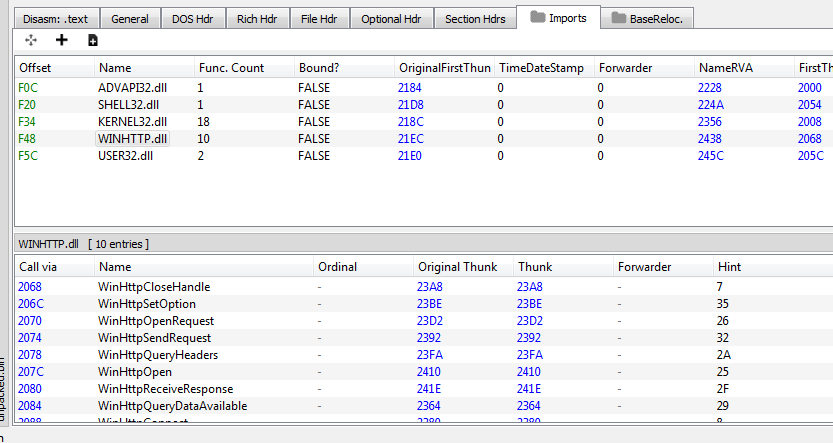 Disasm: .text General DOS Hdr Rich Hdr File Hdr Optional Hdr Section Hdrs Imports BaseReloc.
Offset Name Func. Count Bound? OriginalFirstThun TimeDateStamp Forwarder NameRVA FirstTh
F0C ADVAPI32.dll 1 FALSE 2184 0 0 2228 2000
F20 SHELL32.dll 1 FALSE 21D8 0 0 224A 2054
F34 KERNEL32.dll 18 FALSE 218C 0 0 2356 2008
F48 WINHTTP.dll 10 FALSE 21EC 0 0 2438 2068
F5C USER32.dll 2 FALSE 21E0 0 0 245C 205C
WINHTTP.dll [ 10 entries ]
Call via Name Ordinal Original Thunk Thunk Forwarder Hint
2068 WinHttpCloseHandle - 23A8 23A8 - 7
206C WinHttpSetOption - 23BE 23BE - 35
2070 WinHttpOpenRequest - 23D2 23D2 - 26
2074 WinHttpSendRequest - 2392 2392 - 32
2078 WinHttpQueryHeaders - 23FA 23FA - 2A
207C WinHttpOpen - 2410 2410 - 25
2080 WinHttpReceiveResponse - 241E 241E - 2F
2084 WinHttpQueryDataAvailable - 2364 2364 - 29
2088 WinHttpConnect - 2380 2380 - 8
unpacked.bin